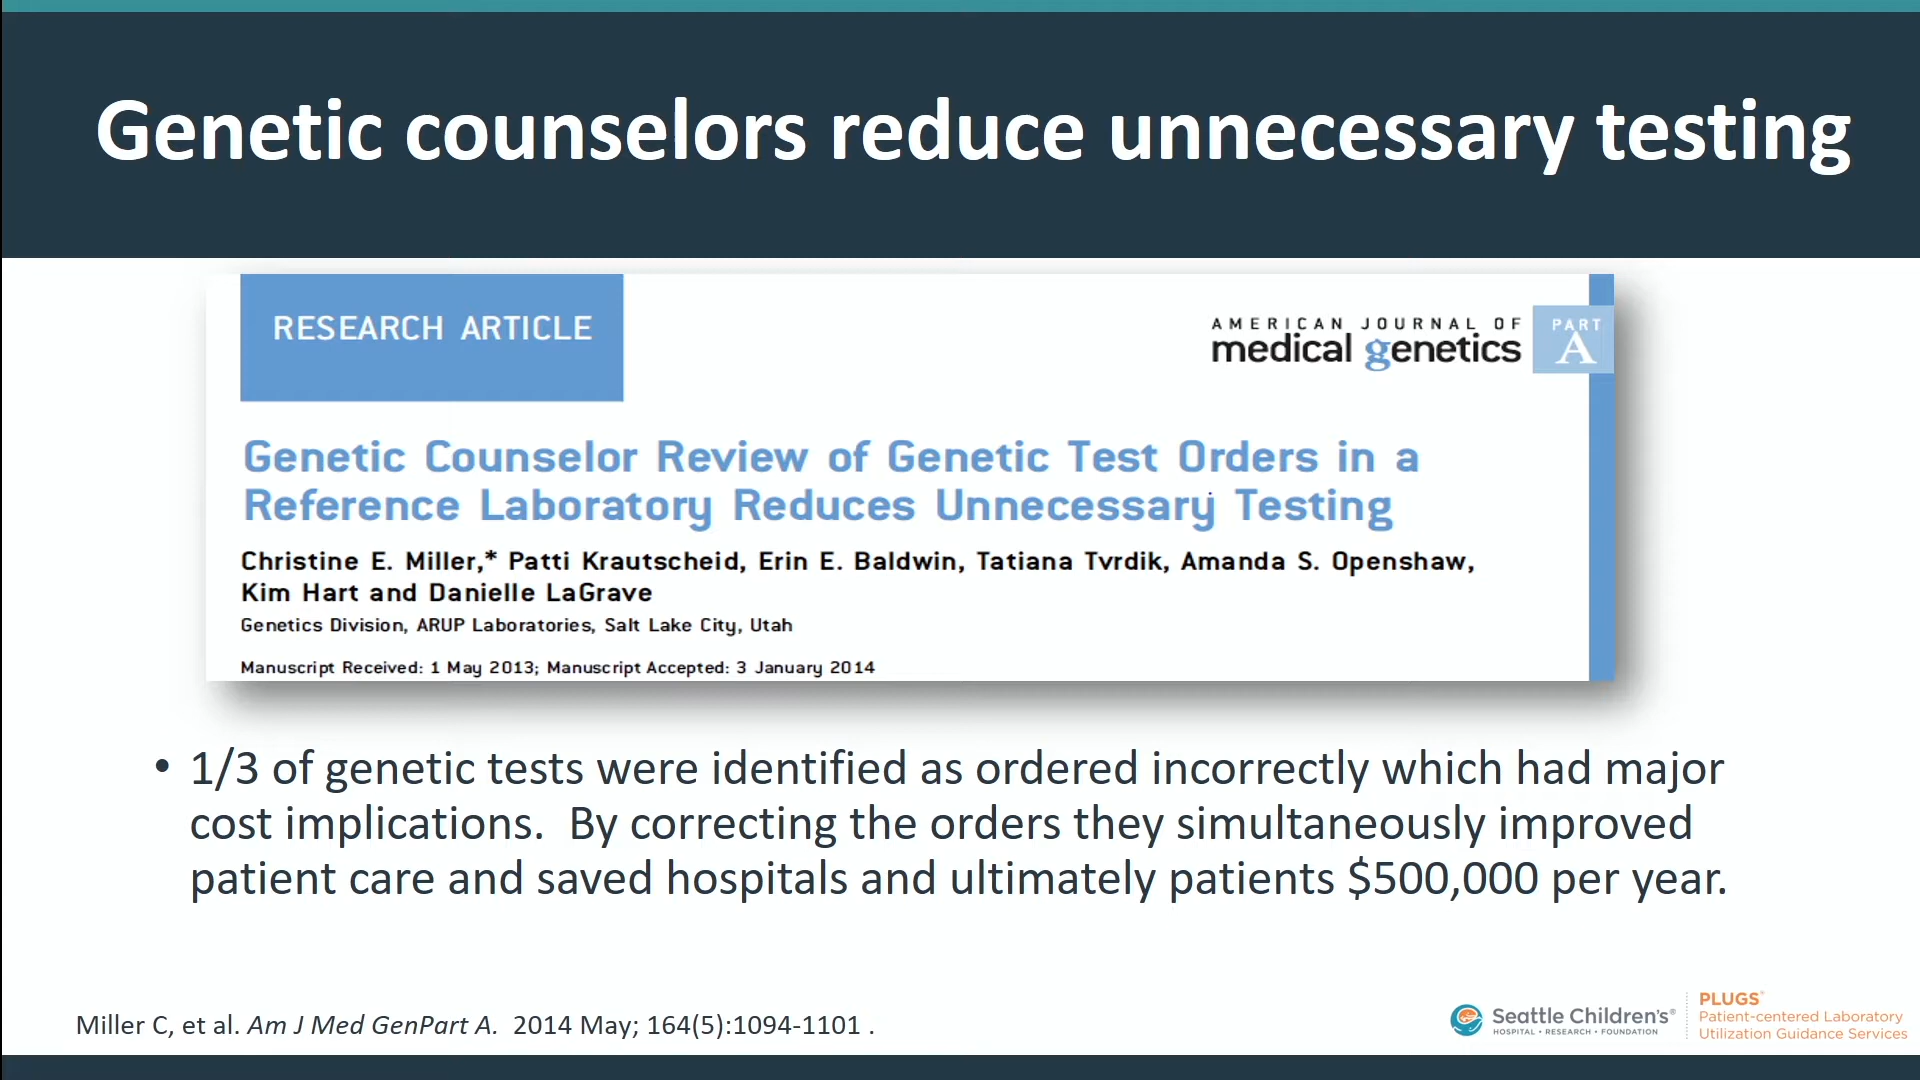 Genetic counselors reduce unnecessary testing
RESEARCH ARTICLE
AMERICAN JOURNAL OF
medical genetics
PART
A
Genetic Counselor Review of Genetic Test Orders in a
Reference Laboratory Reduces Unnecessary Testing
Christine E. Miller,* Patti Krautscheid, Erin E. Baldwin, Tatiana Tvrdik, Amanda S. Openshaw,
Kim Hart and Danielle LaGrave
Genetics Division, ARUP Laboratories, Salt Lake City, Utah
Manuscript Received: 1 May 2013; Manuscript Accepted: 3 January 2014
• 1/3 of genetic tests were identified as ordered incorrectly which had major
cost implications.  By correcting the orders they simultaneously improved
patient care and saved hospitals and ultimately patients $500,000 per year.
Miller C, et al. Am J Med GenPart A.  2014 May; 164(5):1094-1101 .
Seattle Children's®
HOSPITAL • RESEARCH • FOUNDATION
PLUGS®
Patient-centered Laboratory
Utilization Guidance Services